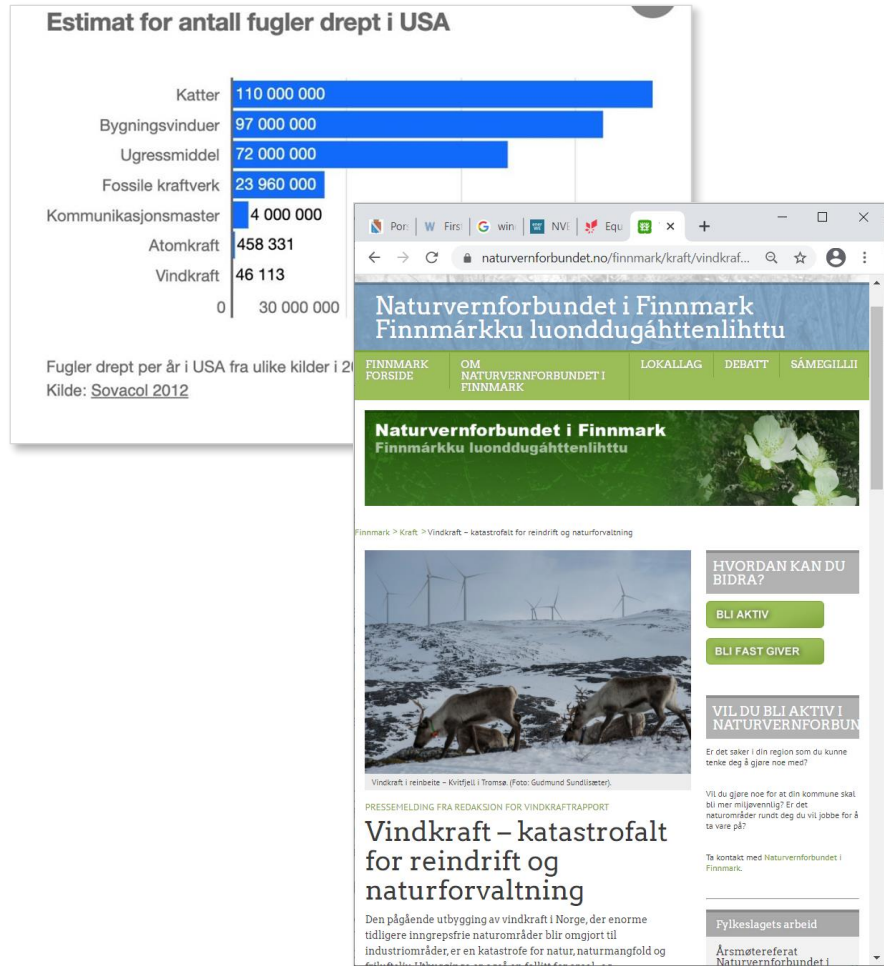 Estimat for antall fugler drept i USA
Katter 110 000 000
Bygningsvinduer 97 000 000
Ugressmiddel 72 000 000
Fossile kraftverk 23 960 000
Kommunikasjonsmaster 4 000 000
Atomkraft 458 331
Vindkraft 46 113
0 30 000 000
Fugler drept per år i USA fra ulike kilder i
Kilde: Sovacol 2012
Por W Firs G win NVE Equ
naturvernforbundet.no/finnmark/kraft/vindkraf...
Naturvernforbundet i Finnmark
Finnmárkku luonddugáhttenlihttu
FINNMARK
FORSIDE
OM
NATURVERNFORBUNDET I
FINNMARK
LOKALLAG
DEBATT
SÁMEGILLII
Naturvernforbundet i Finnmark
Finnmárkku luonddugáhttenlihttu
Finnmark > Kraft > Vindkraft – katastrofalt for reindrift og naturforvaltning
Vindkraft i reinbeite – Kvitfjell i Tromsø. (Foto: Gudmund Sundlisæter).
PRESSEMELDING FRA REDAKSJON FOR VINDKRAFTRAPPORT
Vindkraft – katastrofalt
for reindrift og
naturforvaltning
Den pågående utbygging av vindkraft i Norge, der enorme
tidligere inngrepsfrie naturområder blir omgjort til
industriområder, er en katastrofe for natur, naturmangfold og
HVORDAN KAN DU
BIDRA?
BLI AKTIV
BLI FAST GIVER
VIL DU BLI AKTIV I
NATURVERNFORBUN
Er det saker i din region som du kunne
tenke deg å gjøre noe med?
Vil du gjøre noe for at din kommune skal
bli mer miljøvennlig? Er det
naturområder rundt deg du vil jobbe for å
ta vare på?
Ta kontakt med Naturvernforbundet i
Finnmark.
Fylkeslagets arbeid
Årsmøtereferat
Naturvernforbundet i